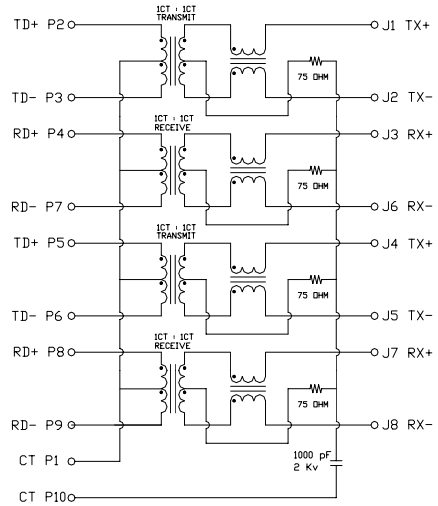 1CT : 1CT
TRANSMIT
TD+ P2
J1 TX+
75 OHM
TD- P3
J2 TX-
1CT : 1CT
RECEIVE
RD+ P4
J3 RX+
75 OHM
RD- P7
J6 RX-
1CT : 1CT
TRANSMIT
TD+ P5
J4 TX+
75 OHM
TD- P6
J5 TX-
1CT : 1CT
RECEIVE
RD+ P8
J7 RX+
75 OHM
RD- P9
J8 RX-
CT P1
1000 pF
2 Kv
CT P10